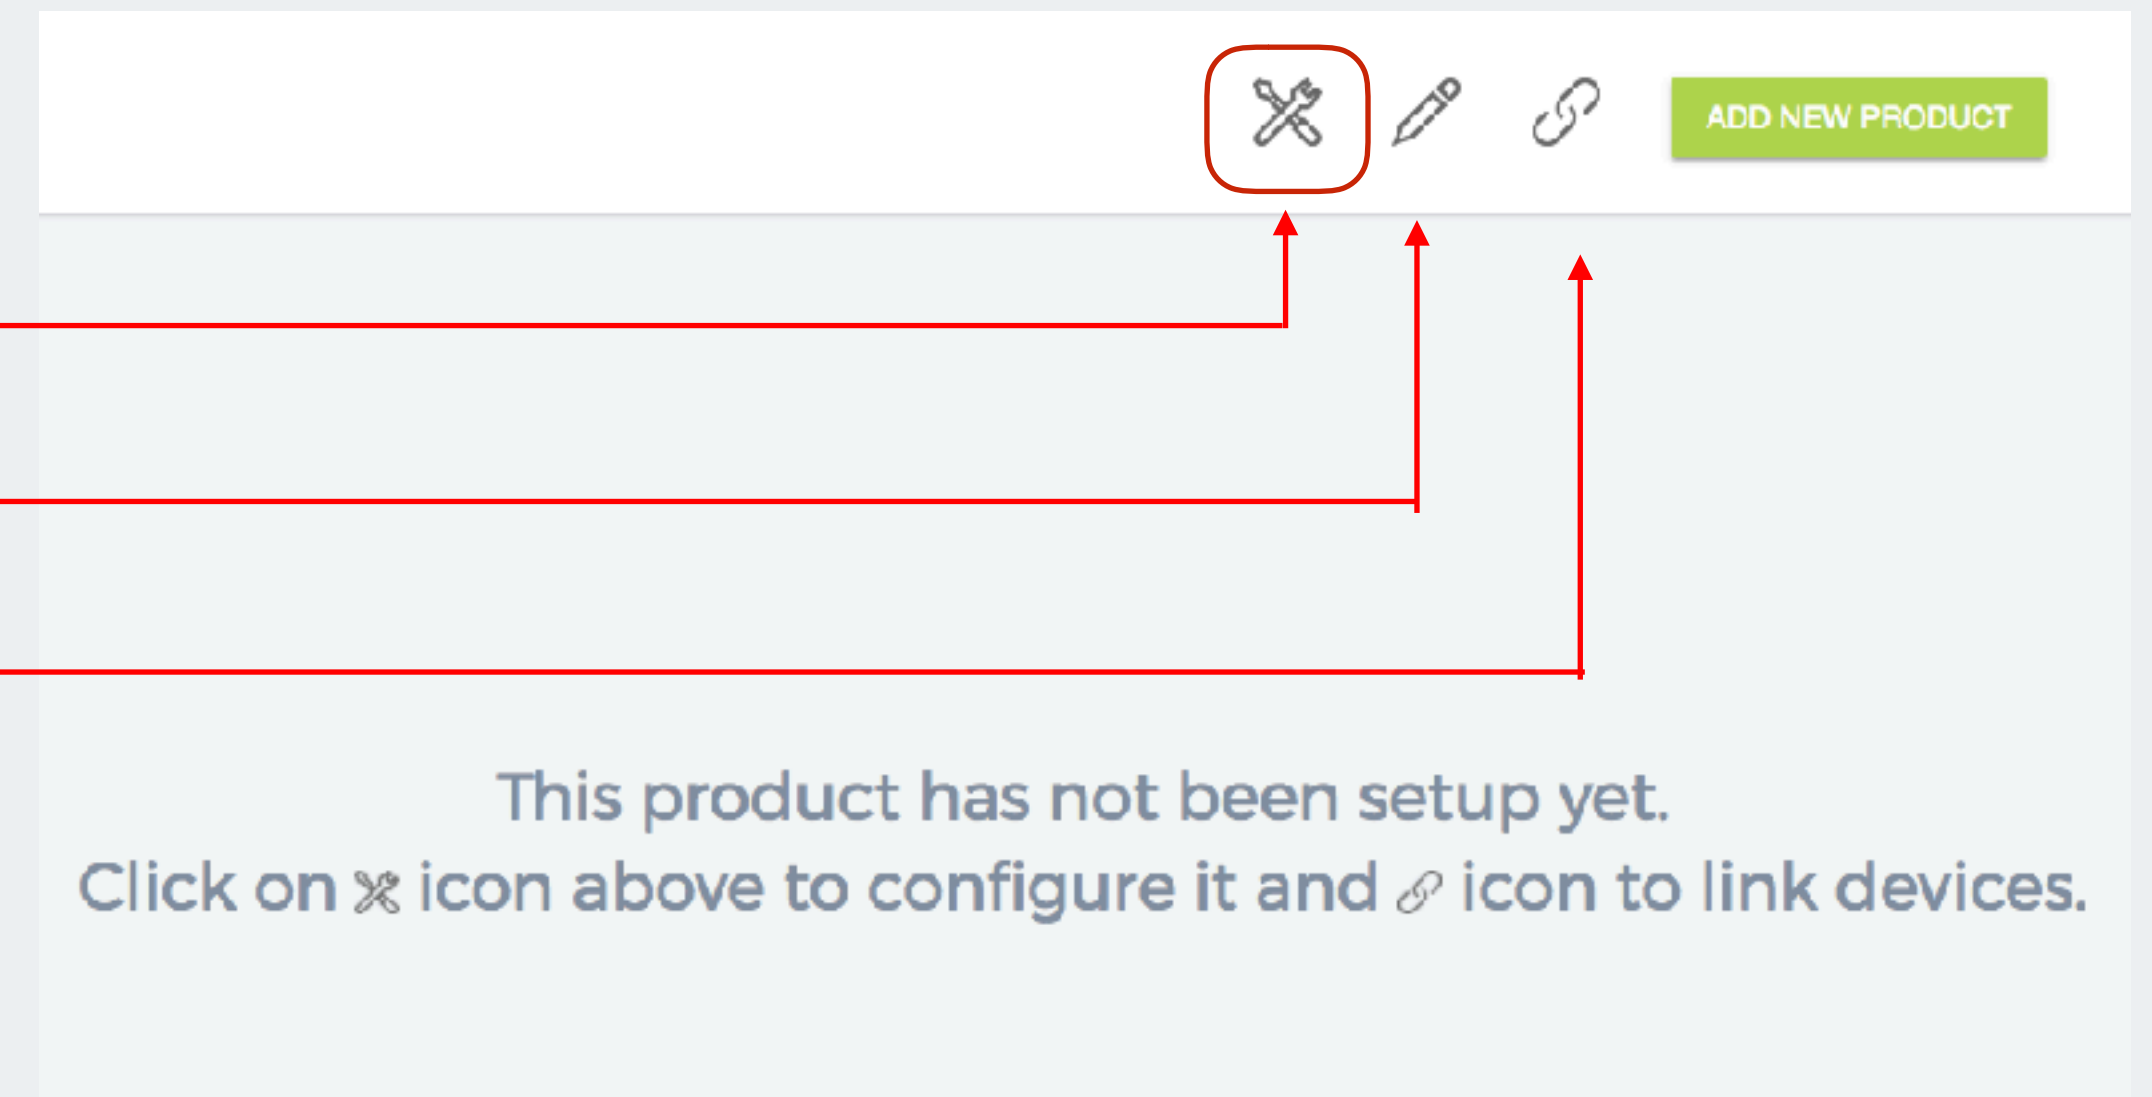 ADD NEW PRODUCT
This product has not been setup yet.
Click on icon above to configure it and icon to link devices.